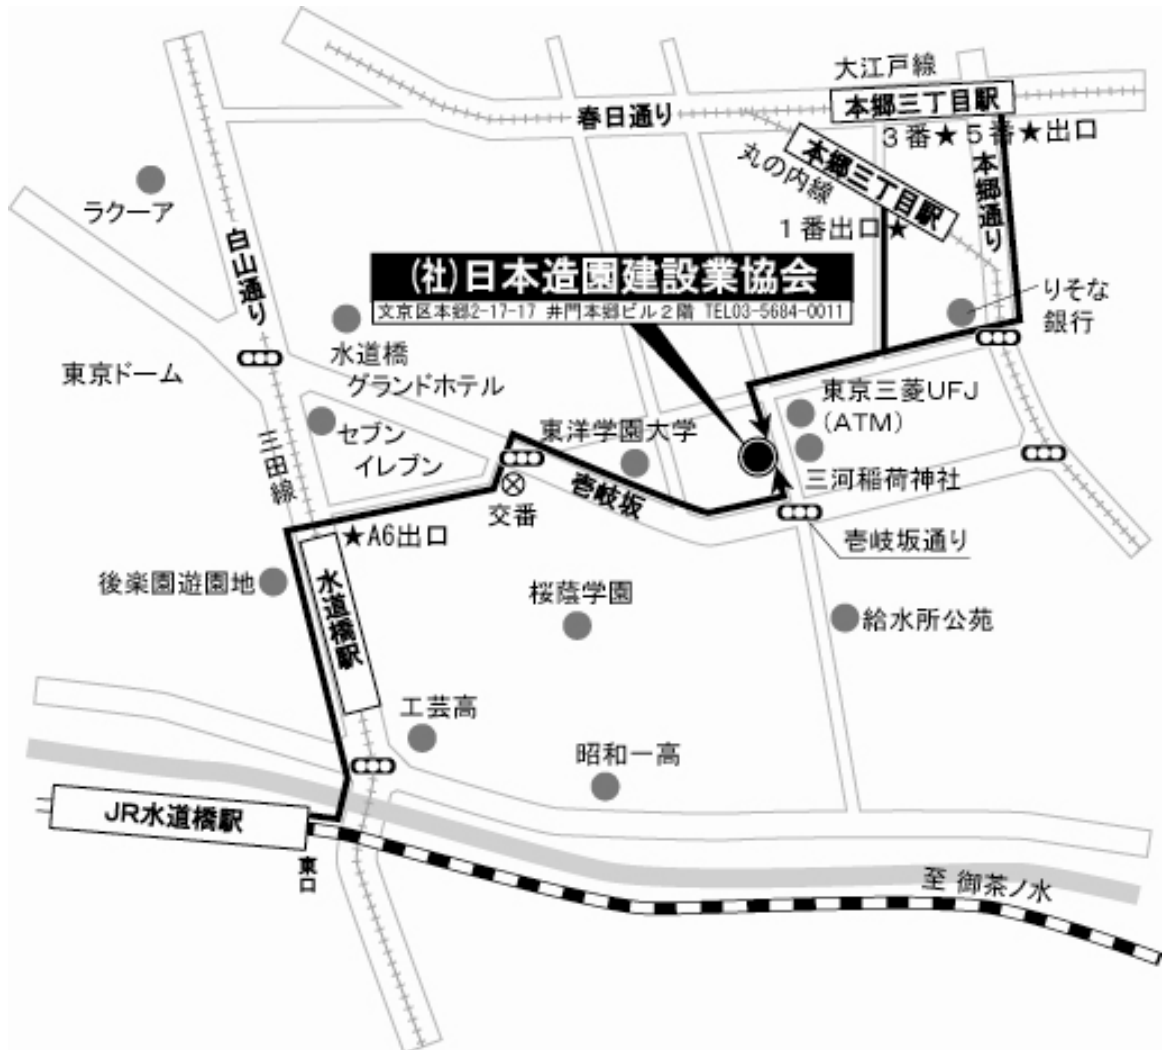 大江戸線
本郷三丁目駅
春日通り
3番★5番★出口
本郷三丁目駅
丸の内線
本郷通り
ラクーア
1番出口★
白山通り
(社)日本造園建設業協会
文京区本郷2-17-17 井門本郷ビル2階 TEL03-5684-0011
りそな
銀行
水道橋
グランドホテル
東京ドーム
東京三菱UFJ
(ATM)
セブン
イレブン
東洋学園大学
三田線
三河稲荷神社
壱岐坂
交番
★A6出口
壱岐坂通り
後楽園遊園地
水道橋駅
桜蔭学園
給水所公苑
工芸高
昭和一高
JR水道橋駅
東口
至 御茶ノ水